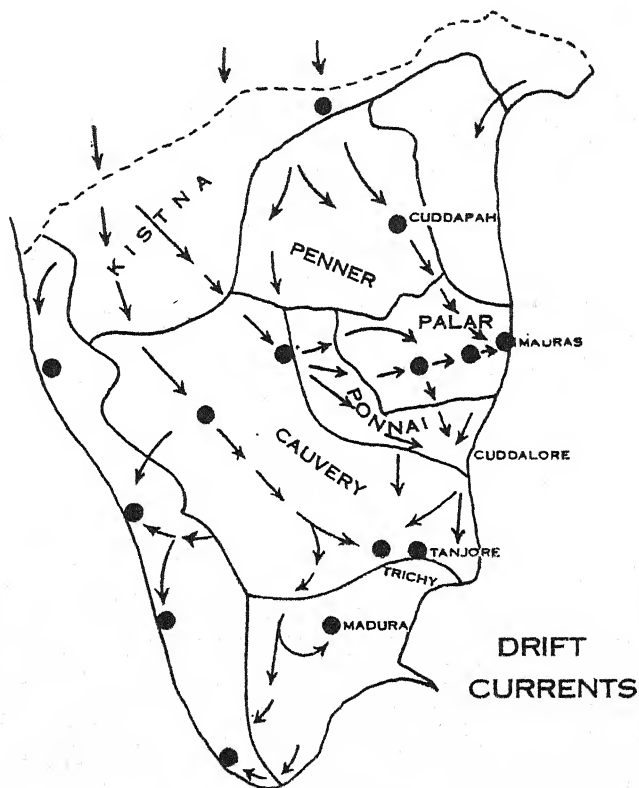 KISTNA
CUDDAPAH
PENNER
PALAR
MAURAS
PONNAI
CUDDALORE
CAUVERY
TANJORE
TRICHY
MADURA
DRIFT
CURRENTS